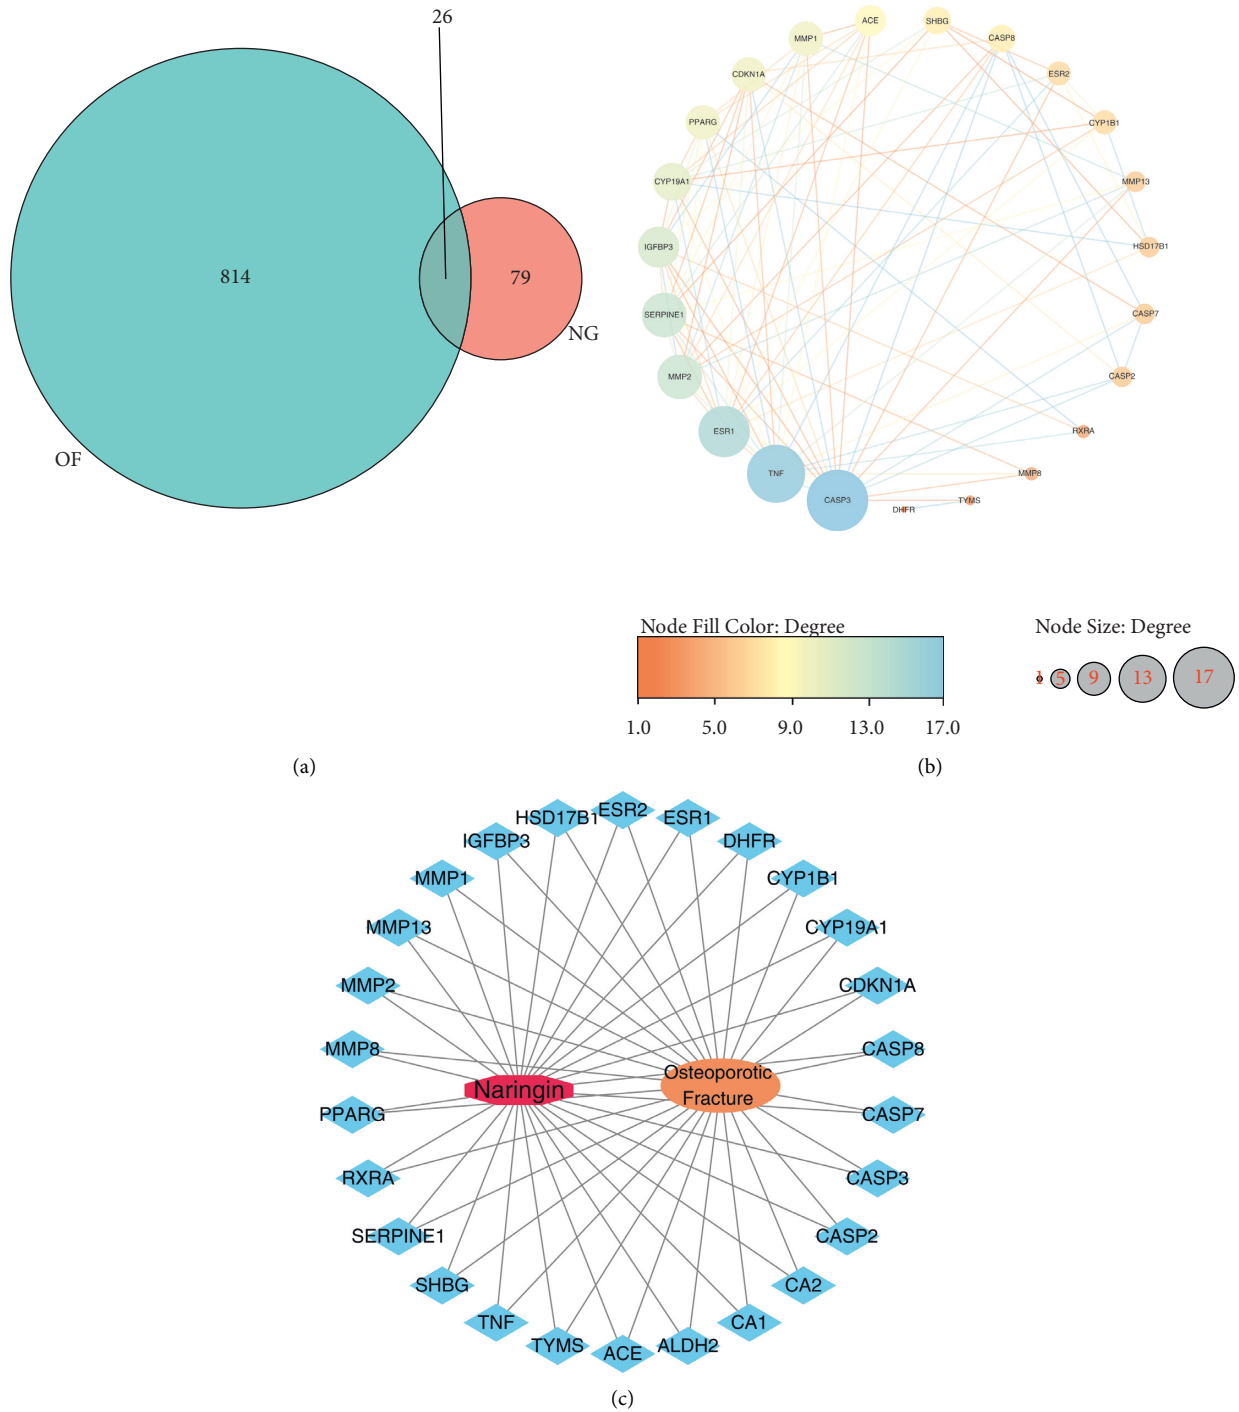 26
814
79
OF
NG
(a)
ACE
SHBG
MMP1
CASP8
CDKN1A
ESR2
PPARG
CYP1B1
CYP19A1
MMP13
IGFBP3
HSD17B1
SERPINE1
CASP7
MMP2
CASP2
ESR1
RXRA
TNF
MMP8
CASP3
TYMS
DHFR
Node Fill Color: Degree
1.0 5.0 9.0 13.0 17.0
Node Size: Degree
1 5 9 13 17
(b)
ESR2
HSD17B1
ESR1
IGFBP3
DHFR
MMP1
CYP1B1
MMP13
CYP19A1
MMP2
CDKN1A
MMP8
CASP8
Naringin
Osteoporotic
Fracture
PPARG
CASP7
RXRA
CASP3
SERPINE1
CASP2
SHBG
CA2
TNF
CA1
TYMS
ALDH2
ACE
(c)